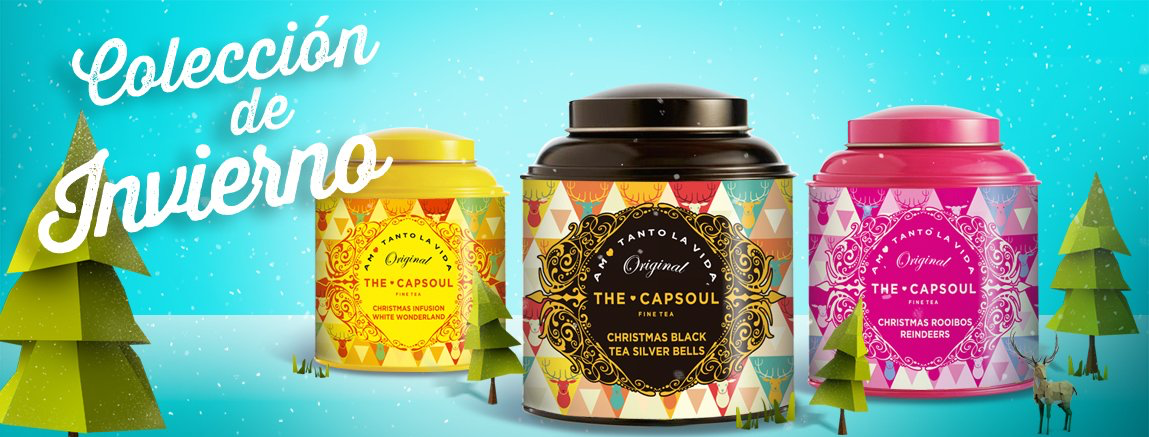 Colección
de
Invierno
AMO TANTO LA VIDA
Original
THE CAPSOUL
FINE TEA
CHRISTMAS INFUSION
WHITE WONDERLAND
AMO TANTO LA VIDA
Original
THE CAPSOUL
FINE TEA
CHRISTMAS BLACK
TEA SILVER BELLS
AMO TANTO LA VIDA
Original
THE CAPSOUL
FINE TEA
CHRISTMAS ROOIBOS
REINDEERS